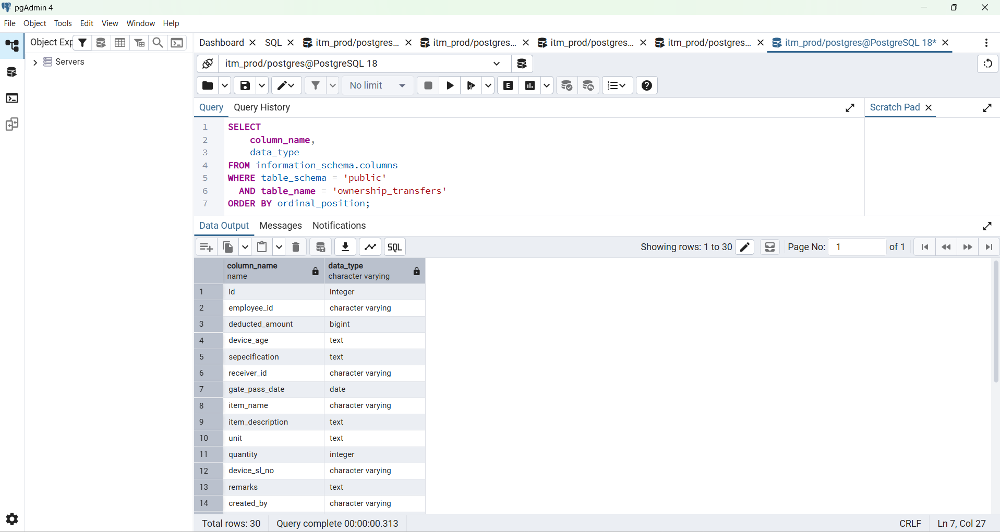 pgAdmin 4
File Object Tools Edit View Window Help
Object Exp
Dashboard SQL itm_prod/postgres... itm_prod/postgres... itm_prod/postgres... itm_prod/postgres... itm_prod/postgres@PostgreSQL 18*
Servers
itm_prod/postgres@PostgreSQL 18
No limit
E
Query Query History
Scratch Pad
1 SELECT
2 column_name,
3 data_type
4 FROM information_schema.columns
5 WHERE table_schema = 'public'
6 AND table_name = 'ownership_transfers'
7 ORDER BY ordinal_position;
Data Output Messages Notifications
SQL
Showing rows: 1 to 30
Page No: 1 of 1
column_name data_type
name character varying
1 id integer
2 employee_id character varying
3 deducted_amount bigint
4 device_age text
5 sepecification text
6 receiver_id character varying
7 gate_pass_date date
8 item_name character varying
9 item_description text
10 unit text
11 quantity integer
12 device_sl_no character varying
13 remarks text
14 created_by character varying
Total rows: 30 Query complete 00:00:00.313
CRLF Ln 7, Col 27